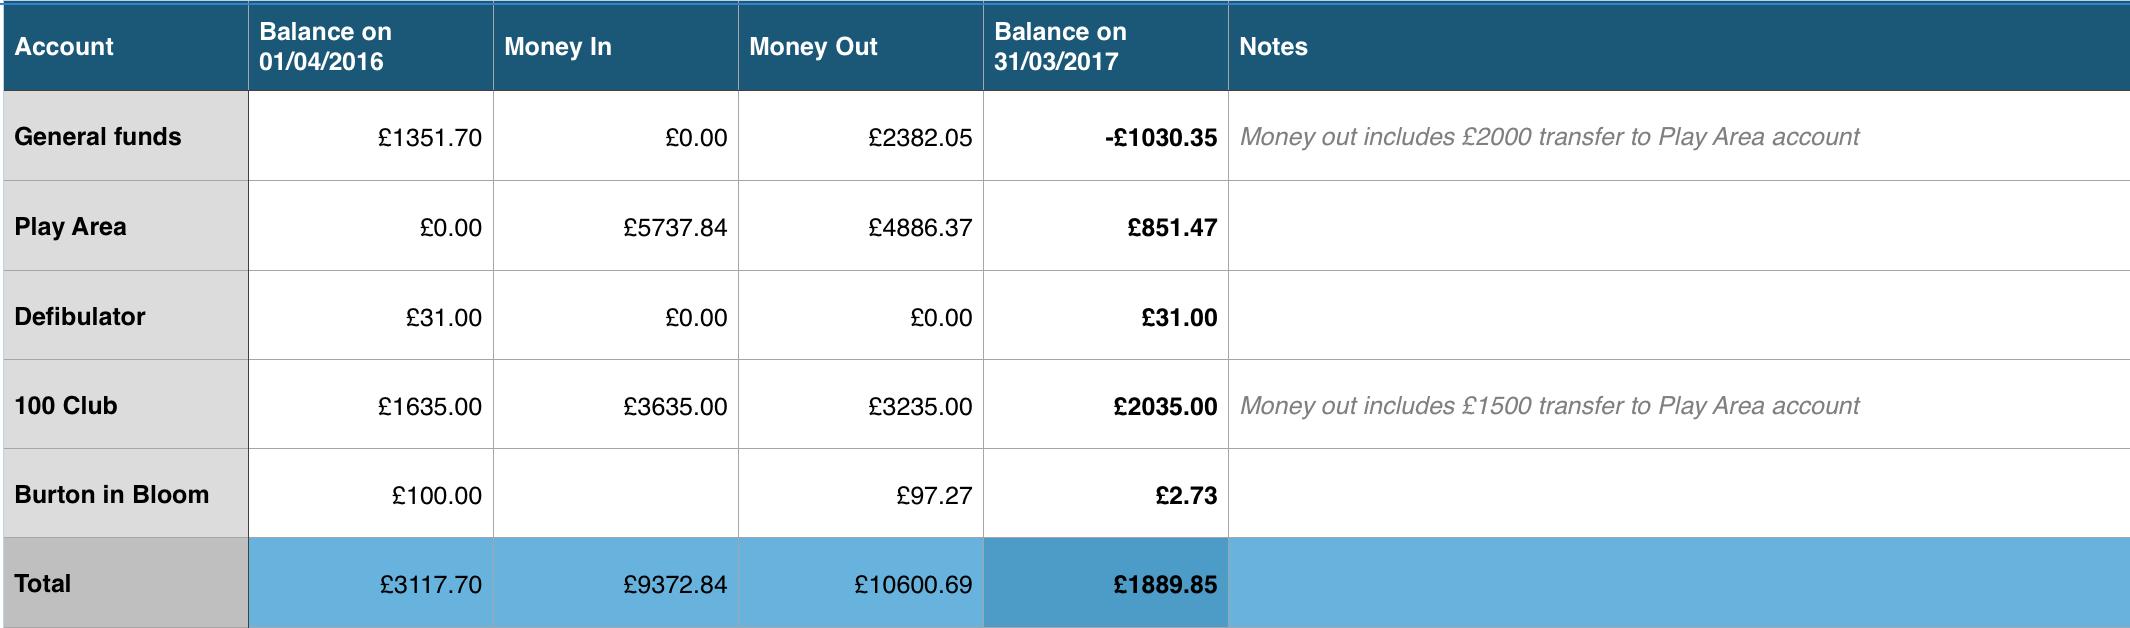 Account Balance on 01/04/2016 Money In Money Out Balance on 31/03/2017 Notes
General funds £1351.70 £0.00 £2382.05 -£1030.35 Money out includes £2000 transfer to Play Area account
Play Area £0.00 £5737.84 £4886.37 £851.47
Defibulator £31.00 £0.00 £0.00 £31.00
100 Club £1635.00 £3635.00 £3235.00 £2035.00 Money out includes £1500 transfer to Play Area account
Burton in Bloom £100.00 £97.27 £2.73
Total £3117.70 £9372.84 £10600.69 £1889.85